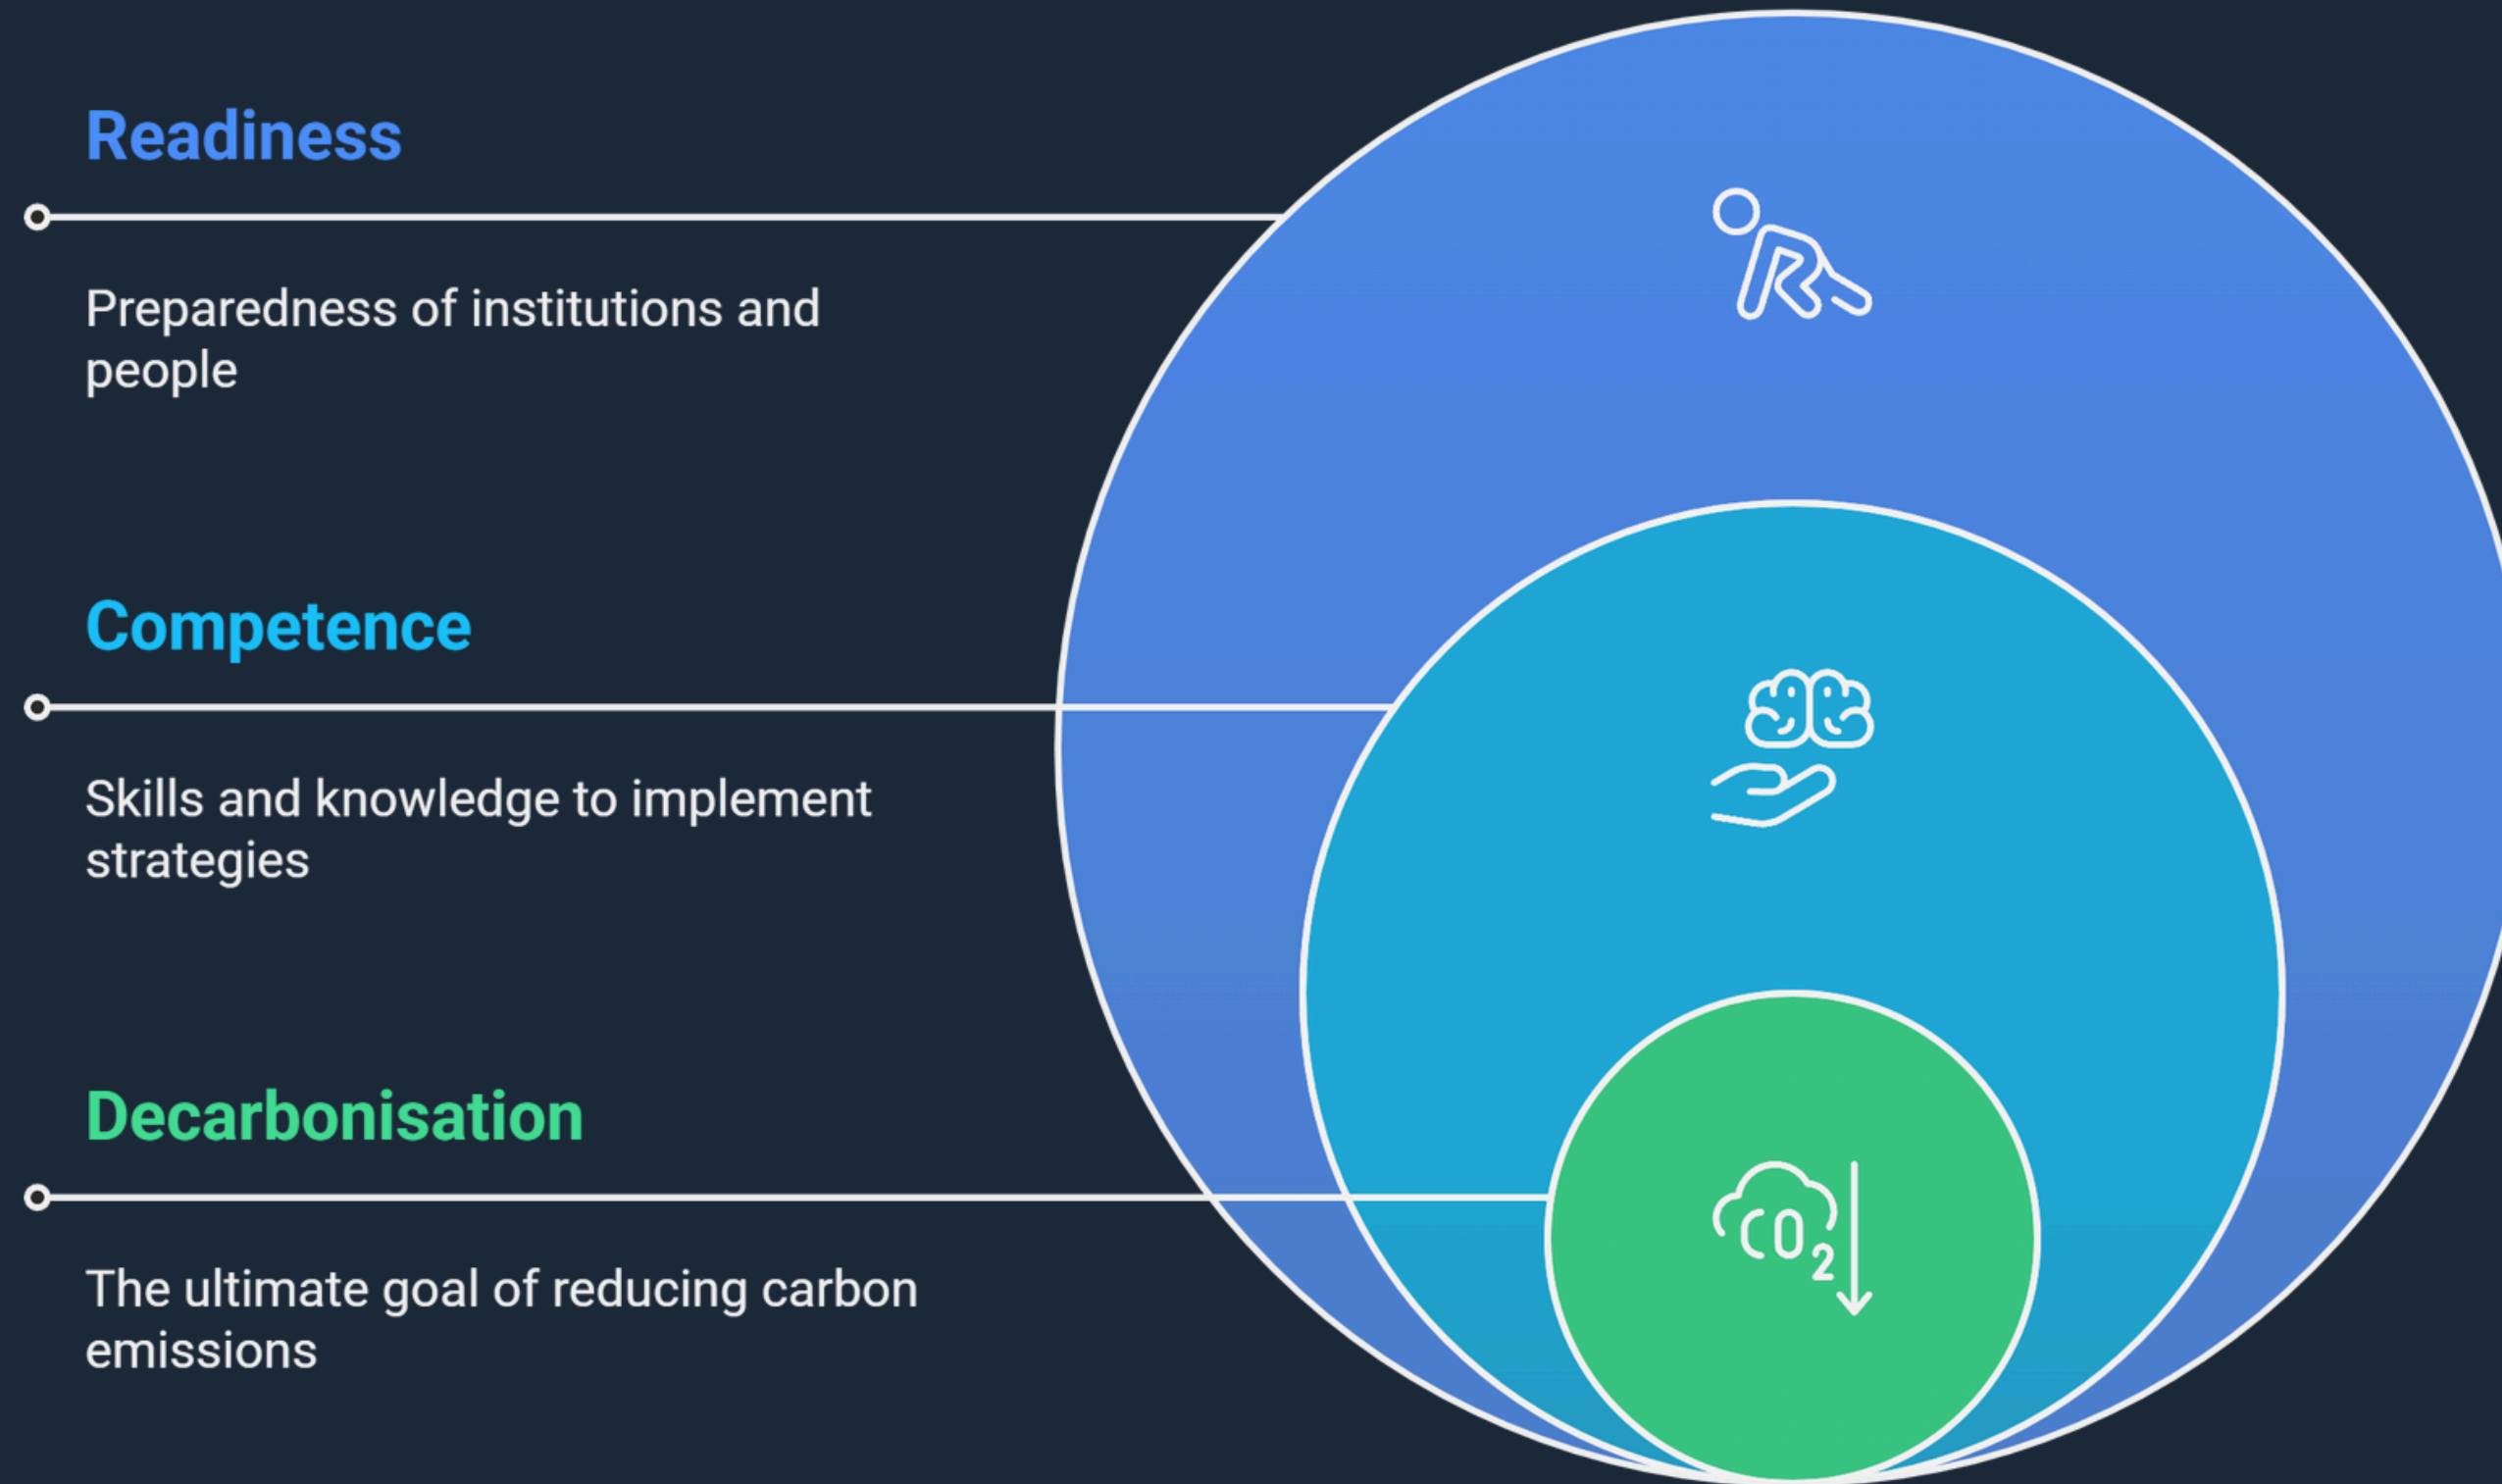 Readiness
Preparedness of institutions and
people
Competence
Skills and knowledge to implement
strategies
Decarbonisation
The ultimate goal of reducing carbon
emissions
CO2